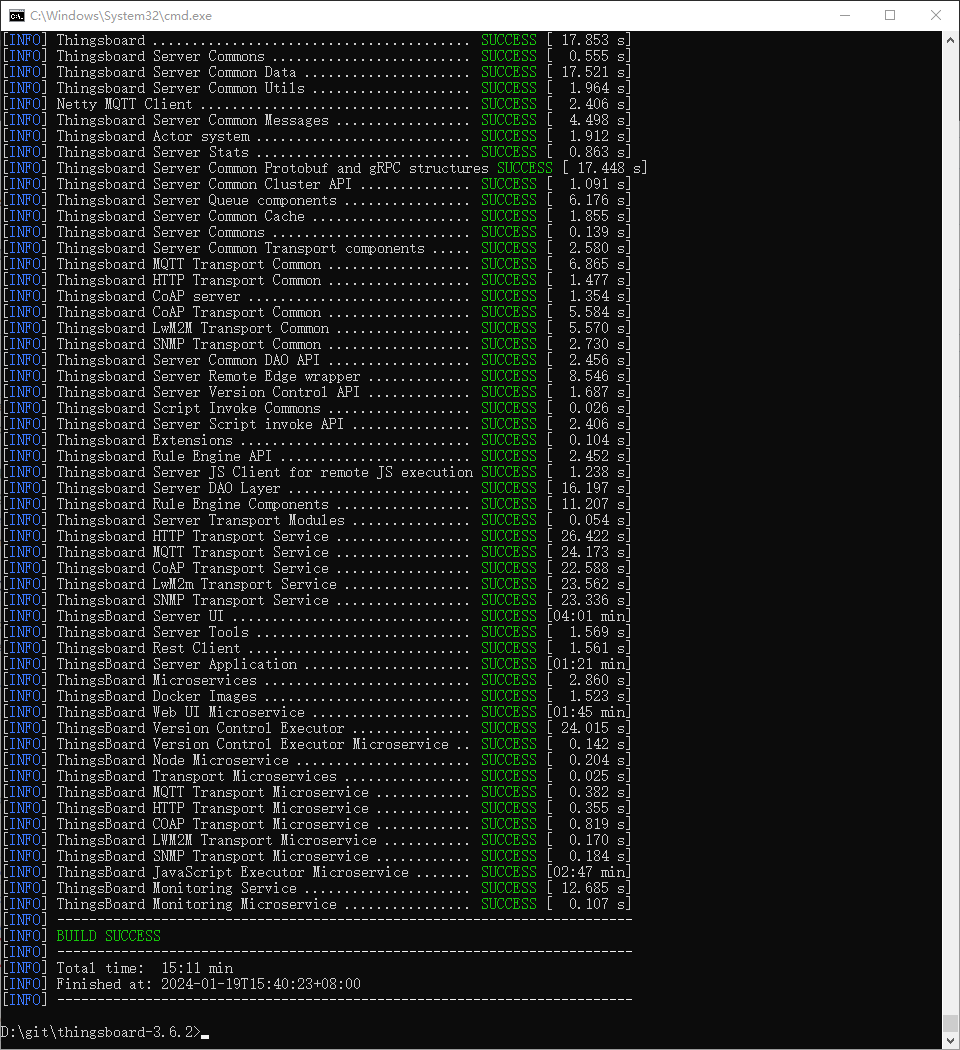 C:\Windows\System32\cmd.exe
[INFO] Thingsboard ........................................ SUCCESS [ 17.853 s]
[INFO] Thingsboard Server Commons ......................... SUCCESS [  0.555 s]
[INFO] Thingsboard Server Common Data ..................... SUCCESS [ 17.521 s]
[INFO] Thingsboard Server Common Utils .................... SUCCESS [  1.964 s]
[INFO] Netty MQTT Client .................................. SUCCESS [  2.406 s]
[INFO] Thingsboard Server Common Messages ................. SUCCESS [  4.498 s]
[INFO] Thingsboard Actor system ........................... SUCCESS [  1.912 s]
[INFO] Thingsboard Server Stats ........................... SUCCESS [  0.863 s]
[INFO] Thingsboard Server Common Protobuf and gRPC structures SUCCESS [ 17.448 s]
[INFO] Thingsboard Server Common Cluster API .............. SUCCESS [  1.091 s]
[INFO] Thingsboard Server Queue components ................ SUCCESS [  6.176 s]
[INFO] Thingsboard Server Common Cache .................... SUCCESS [  1.855 s]
[INFO] Thingsboard Server Commons ......................... SUCCESS [  0.139 s]
[INFO] Thingsboard Server Common Transport components ..... SUCCESS [  2.580 s]
[INFO] Thingsboard MQTT Transport Common .................. SUCCESS [  6.865 s]
[INFO] Thingsboard HTTP Transport Common .................. SUCCESS [  1.477 s]
[INFO] Thingsboard CoAP server ............................ SUCCESS [  1.354 s]
[INFO] Thingsboard CoAP Transport Common .................. SUCCESS [  5.584 s]
[INFO] Thingsboard LwM2M Transport Common ................. SUCCESS [  5.570 s]
[INFO] Thingsboard SNMP Transport Common .................. SUCCESS [  2.730 s]
[INFO] Thingsboard Server Common DAO API .................. SUCCESS [  2.456 s]
[INFO] Thingsboard Server Remote Edge wrapper ............. SUCCESS [  8.546 s]
[INFO] Thingsboard Server Version Control API ............. SUCCESS [  1.687 s]
[INFO] Thingsboard Script Invoke Commons .................. SUCCESS [  0.026 s]
[INFO] Thingsboard Server Script invoke API ............... SUCCESS [  2.406 s]
[INFO] Thingsboard Extensions ............................. SUCCESS [  0.104 s]
[INFO] Thingsboard Rule Engine API ........................ SUCCESS [  2.452 s]
[INFO] Thingsboard Server JS Client for remote JS execution SUCCESS [  1.238 s]
[INFO] Thingsboard Server DAO Layer ....................... SUCCESS [ 16.197 s]
[INFO] Thingsboard Rule Engine Components ................. SUCCESS [ 11.207 s]
[INFO] Thingsboard Server Transport Modules ............... SUCCESS [  0.054 s]
[INFO] ThingsBoard HTTP Transport Service ................. SUCCESS [ 26.422 s]
[INFO] ThingsBoard MQTT Transport Service ................. SUCCESS [ 24.173 s]
[INFO] ThingsBoard CoAP Transport Service ................. SUCCESS [ 22.588 s]
[INFO] ThingsBoard LwM2m Transport Service ................ SUCCESS [ 23.562 s]
[INFO] ThingsBoard SNMP Transport Service ................. SUCCESS [ 23.336 s]
[INFO] ThingsBoard Server UI .............................. SUCCESS [04:01 min]
[INFO] ThingsBoard Server Tools ........................... SUCCESS [  1.569 s]
[INFO] ThingsBoard Rest Client ............................ SUCCESS [  1.561 s]
[INFO] ThingsBoard Server Application ..................... SUCCESS [01:21 min]
[INFO] ThingsBoard Microservices .......................... SUCCESS [  2.860 s]
[INFO] ThingsBoard Docker Images .......................... SUCCESS [  1.523 s]
[INFO] ThingsBoard Web UI Microservice .................... SUCCESS [01:45 min]
[INFO] ThingsBoard Version Control Executor ............... SUCCESS [ 24.015 s]
[INFO] ThingsBoard Version Control Executor Microservice .. SUCCESS [  0.142 s]
[INFO] ThingsBoard Node Microservice ...................... SUCCESS [  0.204 s]
[INFO] ThingsBoard Transport Microservices ................ SUCCESS [  0.025 s]
[INFO] ThingsBoard MQTT Transport Microservice ............ SUCCESS [  0.382 s]
[INFO] ThingsBoard HTTP Transport Microservice ............ SUCCESS [  0.355 s]
[INFO] ThingsBoard COAP Transport Microservice ............ SUCCESS [  0.819 s]
[INFO] ThingsBoard LWM2M Transport Microservice ........... SUCCESS [  0.170 s]
[INFO] ThingsBoard SNMP Transport Microservice ............ SUCCESS [  0.184 s]
[INFO] ThingsBoard JavaScript Executor Microservice ....... SUCCESS [02:47 min]
[INFO] ThingsBoard Monitoring Service ..................... SUCCESS [ 12.685 s]
[INFO] ThingsBoard Monitoring Microservice ................ SUCCESS [  0.107 s]
[INFO] ------------------------------------------------------------------------
[INFO] BUILD SUCCESS
[INFO] ------------------------------------------------------------------------
[INFO] Total time:  15:11 min
[INFO] Finished at: 2024-01-19T15:40:23+08:00
[INFO] ------------------------------------------------------------------------
D:\git\thingsboard-3.6.2>